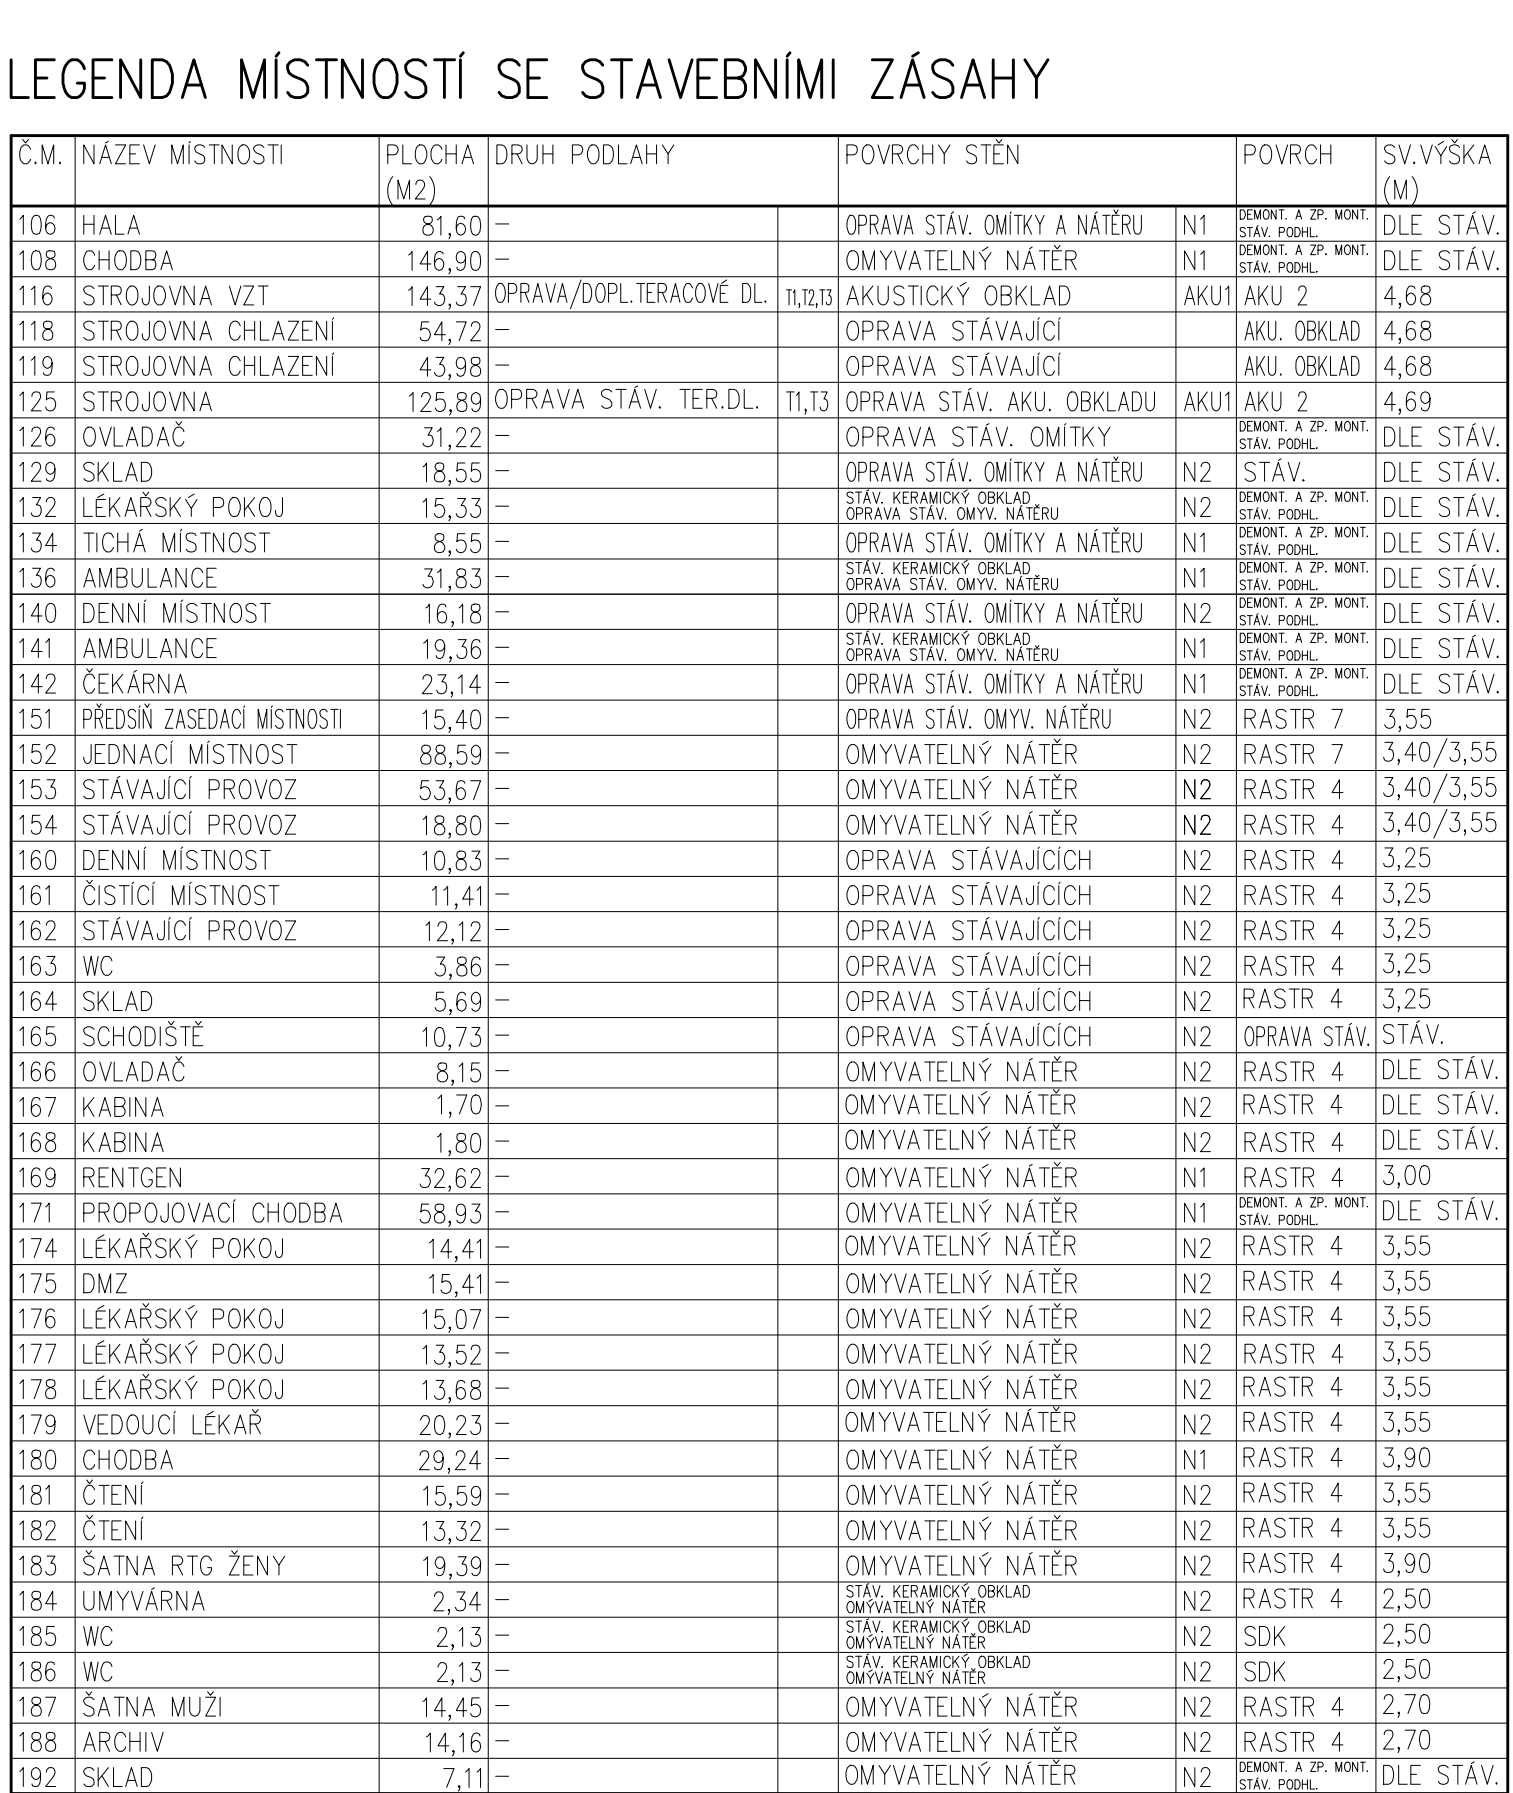 LEGENDA MÍSTNOSTÍ SE STAVEBNÍMI ZÁSAHY
Č.M. NÁZEV MÍSTNOSTI PLOCHA (M2) DRUH PODLAHY POVRCHY STĚN POVRCH SV.VÝŠKA (M)
106 HALA 81,60 – OPRAVA STÁV. OMÍTKY A NÁTĚRU N1 DEMONT. A ZP. MONT. STÁV. PODHL. DLE STÁV.
108 CHODBA 146,90 – OMYVATELNÝ NÁTĚR N1 DEMONT. A ZP. MONT. STÁV. PODHL. DLE STÁV.
116 STROJOVNA VZT 143,37 OPRAVA/DOPL.TERACOVÉ DL. T1,T2,T3 AKUSTICKÝ OBKLAD AKU1 AKU 2 4,68
118 STROJOVNA CHLAZENÍ 54,72 – OPRAVA STÁVAJÍCÍ AKU. OBKLAD 4,68
119 STROJOVNA CHLAZENÍ 43,98 – OPRAVA STÁVAJÍCÍ AKU. OBKLAD 4,68
125 STROJOVNA 125,89 OPRAVA STÁV. TER.DL. T1,T3 OPRAVA STÁV. AKU. OBKLADU AKU1 AKU 2 4,69
126 OVLADAČ 31,22 – OPRAVA STÁV. OMÍTKY DEMONT. A ZP. MONT. STÁV. PODHL. DLE STÁV.
129 SKLAD 18,55 – OPRAVA STÁV. OMÍTKY A NÁTĚRU N2 STÁV. DLE STÁV.
132 LÉKAŘSKÝ POKOJ 15,33 – STÁV. KERAMICKÝ OBKLAD OPRAVA STÁV. OMYV. NÁTĚRU N2 DEMONT. A ZP. MONT. STÁV. PODHL. DLE STÁV.
134 TICHÁ MÍSTNOST 8,55 – OPRAVA STÁV. OMÍTKY A NÁTĚRU N1 DEMONT. A ZP. MONT. STÁV. PODHL. DLE STÁV.
136 AMBULANCE 31,83 – STÁV. KERAMICKÝ OBKLAD OPRAVA STÁV. OMYV. NÁTĚRU N1 DEMONT. A ZP. MONT. STÁV. PODHL. DLE STÁV.
140 DENNÍ MÍSTNOST 16,18 – OPRAVA STÁV. OMÍTKY A NÁTĚRU N2 DEMONT. A ZP. MONT. STÁV. PODHL. DLE STÁV.
141 AMBULANCE 19,36 – STÁV. KERAMICKÝ OBKLAD OPRAVA STÁV. OMYV. NÁTĚRU N1 DEMONT. A ZP. MONT. STÁV. PODHL. DLE STÁV.
142 ČEKÁRNA 23,14 – OPRAVA STÁV. OMÍTKY A NÁTĚRU N1 DEMONT. A ZP. MONT. STÁV. PODHL. DLE STÁV.
151 PŘEDSÍŇ ZASEDACÍ MÍSTNOSTI 15,40 – OPRAVA STÁV. OMYV. NÁTĚRU N2 RASTR 7 3,55
152 JEDNACÍ MÍSTNOST 88,59 – OMYVATELNÝ NÁTĚR N2 RASTR 7 3,40/3,55
153 STÁVAJÍCÍ PROVOZ 53,67 – OMYVATELNÝ NÁTĚR N2 RASTR 4 3,40/3,55
154 STÁVAJÍCÍ PROVOZ 18,80 – OMYVATELNÝ NÁTĚR N2 RASTR 4 3,40/3,55
160 DENNÍ MÍSTNOST 10,83 – OPRAVA STÁVAJÍCÍCH N2 RASTR 4 3,25
161 ČISTÍCÍ MÍSTNOST 11,41 – OPRAVA STÁVAJÍCÍCH N2 RASTR 4 3,25
162 STÁVAJÍCÍ PROVOZ 12,12 – OPRAVA STÁVAJÍCÍCH N2 RASTR 4 3,25
163 WC 3,86 – OPRAVA STÁVAJÍCÍCH N2 RASTR 4 3,25
164 SKLAD 5,69 – OPRAVA STÁVAJÍCÍCH N2 RASTR 4 3,25
165 SCHODIŠTĚ 10,73 – OPRAVA STÁVAJÍCÍCH N2 OPRAVA STÁV. STÁV.
166 OVLADAČ 8,15 – OMYVATELNÝ NÁTĚR N2 RASTR 4 DLE STÁV.
167 KABINA 1,70 – OMYVATELNÝ NÁTĚR N2 RASTR 4 DLE STÁV.
168 KABINA 1,80 – OMYVATELNÝ NÁTĚR N2 RASTR 4 DLE STÁV.
169 RENTGEN 32,62 – OMYVATELNÝ NÁTĚR N1 RASTR 4 3,00
171 PROPOJOVACÍ CHODBA 58,93 – OMYVATELNÝ NÁTĚR N1 DEMONT. A ZP. MONT. STÁV. PODHL. DLE STÁV.
174 LÉKAŘSKÝ POKOJ 14,41 – OMYVATELNÝ NÁTĚR N2 RASTR 4 3,55
175 DMZ 15,41 – OMYVATELNÝ NÁTĚR N2 RASTR 4 3,55
176 LÉKAŘSKÝ POKOJ 15,07 – OMYVATELNÝ NÁTĚR N2 RASTR 4 3,55
177 LÉKAŘSKÝ POKOJ 13,52 – OMYVATELNÝ NÁTĚR N2 RASTR 4 3,55
178 LÉKAŘSKÝ POKOJ 13,68 – OMYVATELNÝ NÁTĚR N2 RASTR 4 3,55
179 VEDOUCÍ LÉKAŘ 20,23 – OMYVATELNÝ NÁTĚR N2 RASTR 4 3,55
180 CHODBA 29,24 – OMYVATELNÝ NÁTĚR N1 RASTR 4 3,90
181 ČTENÍ 15,59 – OMYVATELNÝ NÁTĚR N2 RASTR 4 3,55
182 ČTENÍ 13,32 – OMYVATELNÝ NÁTĚR N2 RASTR 4 3,55
183 ŠATNA RTG ŽENY 19,39 – OMYVATELNÝ NÁTĚR N2 RASTR 4 3,90
184 UMYVÁRNA 2,34 – STÁV. KERAMICKÝ OBKLAD OMÝVATELNÝ NÁTĚR N2 RASTR 4 2,50
185 WC 2,13 – STÁV. KERAMICKÝ OBKLAD OMÝVATELNÝ NÁTĚR N2 SDK 2,50
186 WC 2,13 – STÁV. KERAMICKÝ OBKLAD OMÝVATELNÝ NÁTĚR N2 SDK 2,50
187 ŠATNA MUŽI 14,45 – OMYVATELNÝ NÁTĚR N2 RASTR 4 2,70
188 ARCHIV 14,16 – OMYVATELNÝ NÁTĚR N2 RASTR 4 2,70
192 SKLAD 7,11 – OMYVATELNÝ NÁTĚR N2 DEMONT. A ZP. MONT. STÁV. PODHL. DLE STÁV.